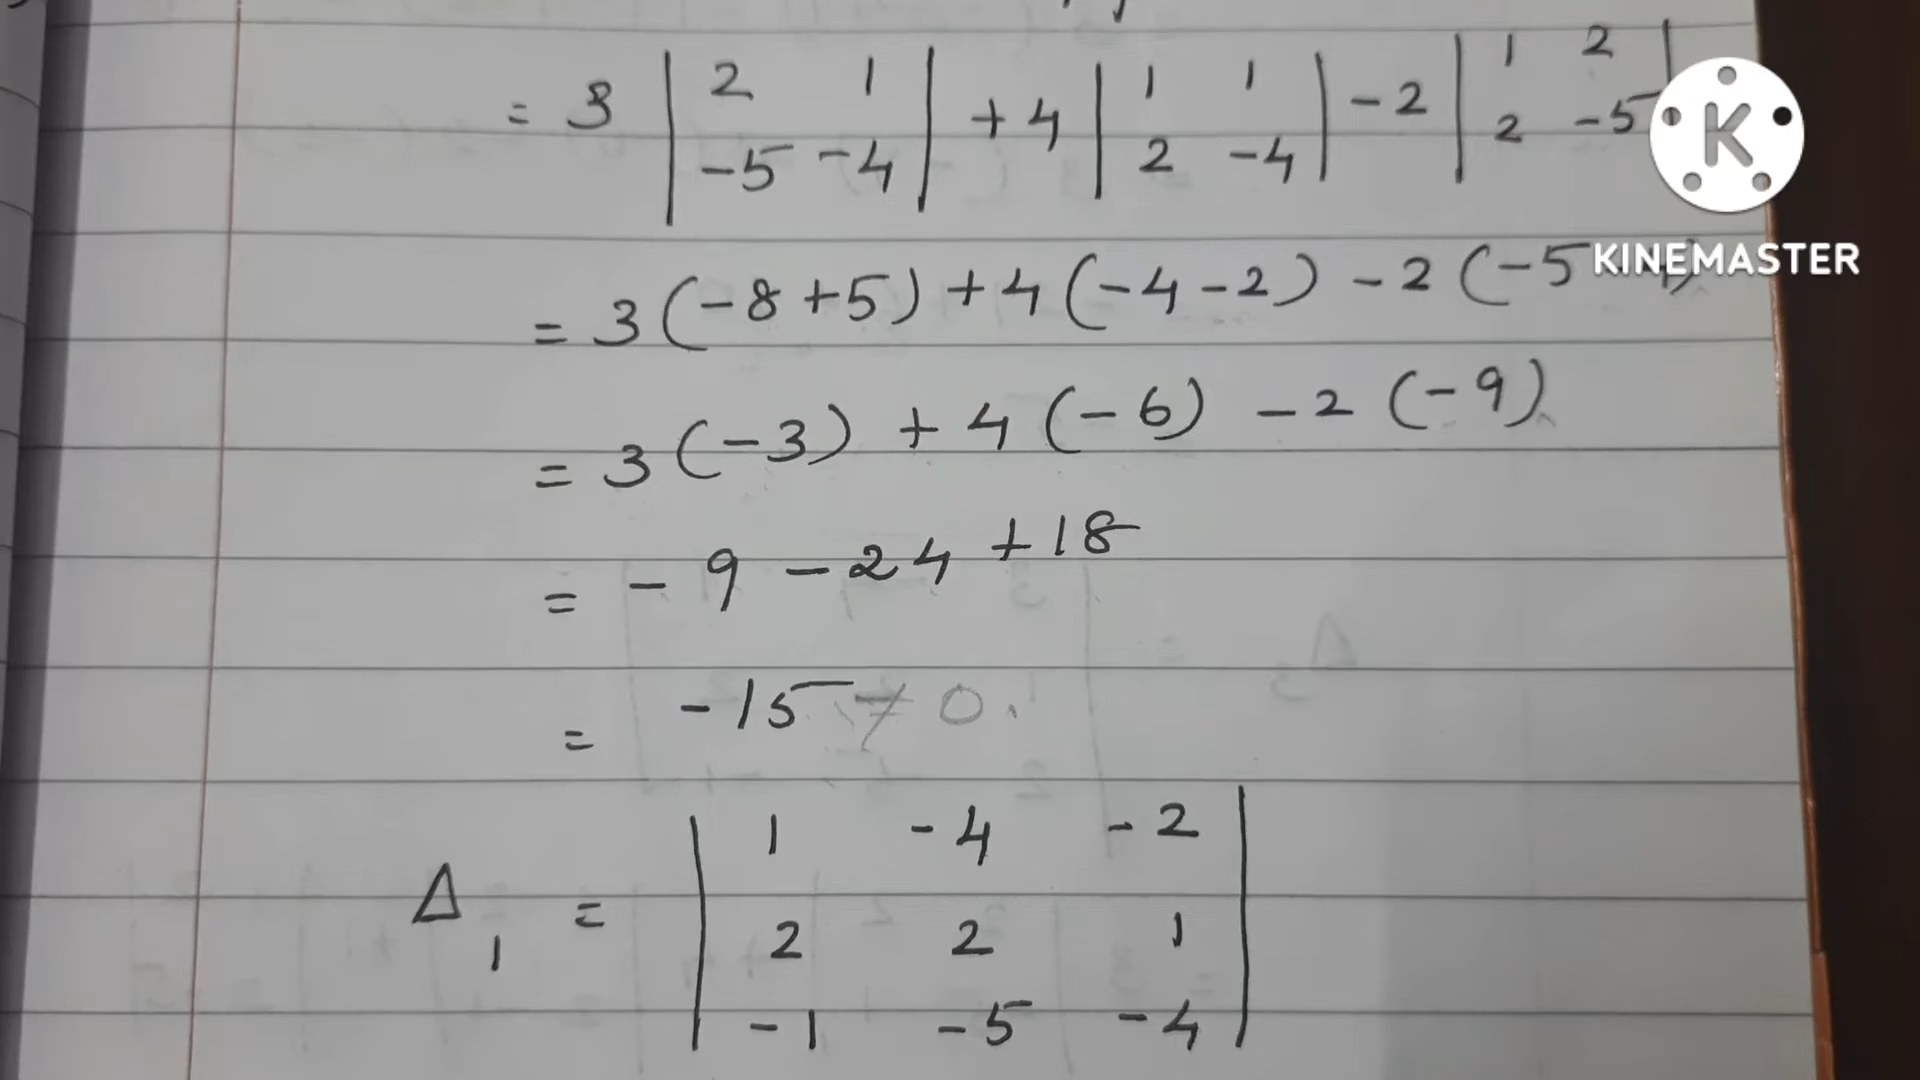 = 3 | 2 1 | + 4 | 1 1 | - 2 | 1 2 |
| -5 -4 | | 2 -4 | | 2 -5
K
= 3 (-8 + 5) + 4 (-4 - 2) - 2 (-5
KINEMASTER
= 3 (-3) + 4 (-6) - 2 (-9)
= - 9 - 24 + 18
= -15 ≠ 0.
| 1 -4 -2 |
Δ1 = | 2 2 1 |
| -1 -5 -4 |